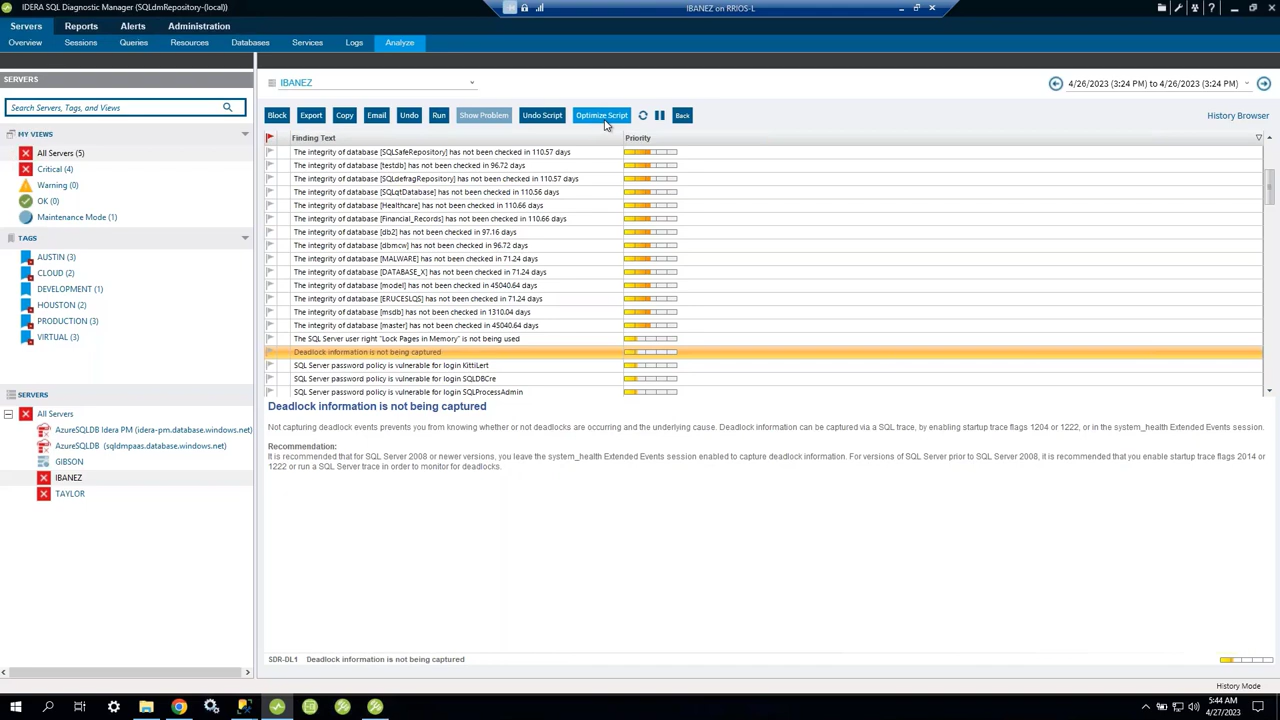 IDERA SQL Diagnostic Manager (SQLdmRepository-(local))
IBANEZ on RRIOS-L
Servers Reports Alerts Administration
Overview Sessions Queries Resources Databases Services Logs Analyze
SERVERS
IBANEZ
4/26/2023 (3:24 PM) to 4/26/2023 (3:24 PM)
Search Servers, Tags, and Views
Block Export Copy Email Undo Run Show Problem Undo Script Optimize Script Back
History Browser
MY VIEWS
All Servers (5)
Critical (4)
Warning (0)
OK (0)
Maintenance Mode (1)
TAGS
AUSTIN (3)
CLOUD (2)
DEVELOPMENT (1)
HOUSTON (2)
PRODUCTION (3)
VIRTUAL (3)
SERVERS
All Servers
AzureSQLDB Idera PM (idera-pm.database.windows.net)
AzureSQLDB (sqldmpaas.database.windows.net)
GIBSON
IBANEZ
TAYLOR
Finding Text Priority
The integrity of database [SQLSafeRepository] has not been checked in 110.57 days
The integrity of database [testdb] has not been checked in 96.72 days
The integrity of database [SQLdefragRepository] has not been checked in 110.57 days
The integrity of database [SQLqtDatabase] has not been checked in 110.56 days
The integrity of database [Healthcare] has not been checked in 110.66 days
The integrity of database [Financial_Records] has not been checked in 110.66 days
The integrity of database [db2] has not been checked in 97.16 days
The integrity of database [dbmcw] has not been checked in 96.72 days
The integrity of database [MALWARE] has not been checked in 71.24 days
The integrity of database [DATABASE_X] has not been checked in 71.24 days
The integrity of database [model] has not been checked in 45040.64 days
The integrity of database [ERUCESLQS] has not been checked in 71.24 days
The integrity of database [msdb] has not been checked in 1310.04 days
The integrity of database [master] has not been checked in 45040.64 days
The SQL Server user right "Lock Pages in Memory" is not being used
Deadlock information is not being captured
SQL Server password policy is vulnerable for login KittiLert
SQL Server password policy is vulnerable for login SQLDBCre
SQL Server password policy is vulnerable for login SQLProcessAdmin
Deadlock information is not being captured
Not capturing deadlock events prevents you from knowing whether or not deadlocks are occurring and the underlying cause. Deadlock information can be captured via a SQL trace, by enabling startup trace flags 1204 or 1222, or in the system_health Extended Events session.
Recommendation:
It is recommended that for SQL Server 2008 or newer versions, you leave the system_health Extended Events session enabled to capture deadlock information. For versions of SQL Server prior to SQL Server 2008, it is recommended that you enable startup trace flags 2014 or
1222 or run a SQL Server trace in order to monitor for deadlocks.
SDR-DL1 Deadlock information is not being captured
History Mode
5:44 AM
4/27/2023